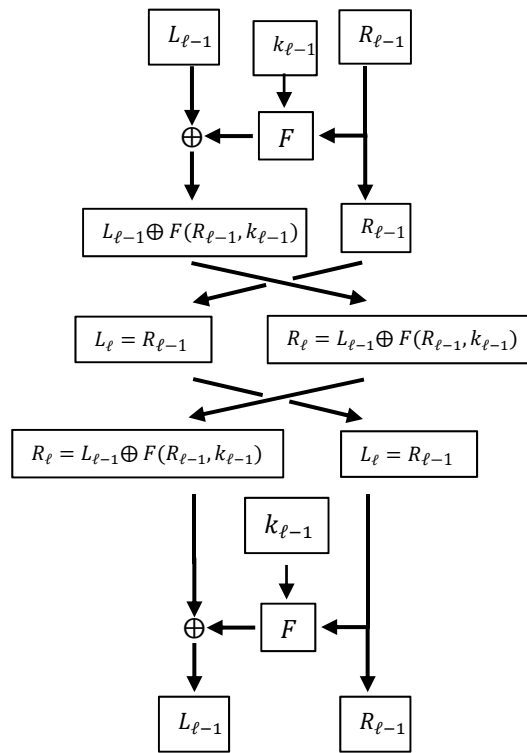 L_{ℓ−1} k_{ℓ−1} R_{ℓ−1}
⊕ F
L_{ℓ−1} ⊕ F(R_{ℓ−1}, k_{ℓ−1}) R_{ℓ−1}
L_ℓ = R_{ℓ−1} R_ℓ = L_{ℓ−1} ⊕ F(R_{ℓ−1}, k_{ℓ−1})
R_ℓ = L_{ℓ−1} ⊕ F(R_{ℓ−1}, k_{ℓ−1}) L_ℓ = R_{ℓ−1}
k_{ℓ−1}
⊕ F
L_{ℓ−1} R_{ℓ−1}